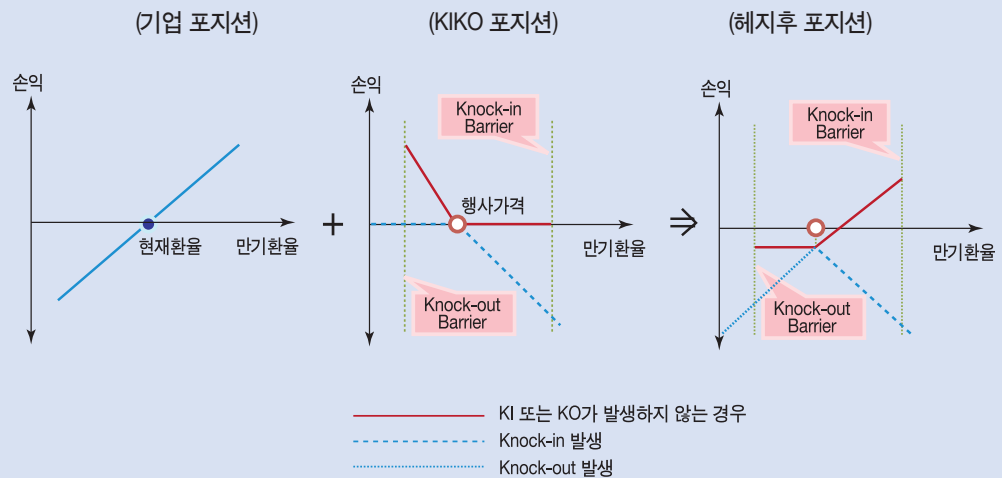 (기업 포지션)
(KIKO 포지션)
(헤지후 포지션)
손익
현재환율
만기환율
+
손익
Knock-in
Barrier
행사가격
만기환율
Knock-out
Barrier
⇒
손익
Knock-in
Barrier
만기환율
Knock-out
Barrier
KI 또는 KO가 발생하지 않는 경우
Knock-in 발생
Knock-out 발생